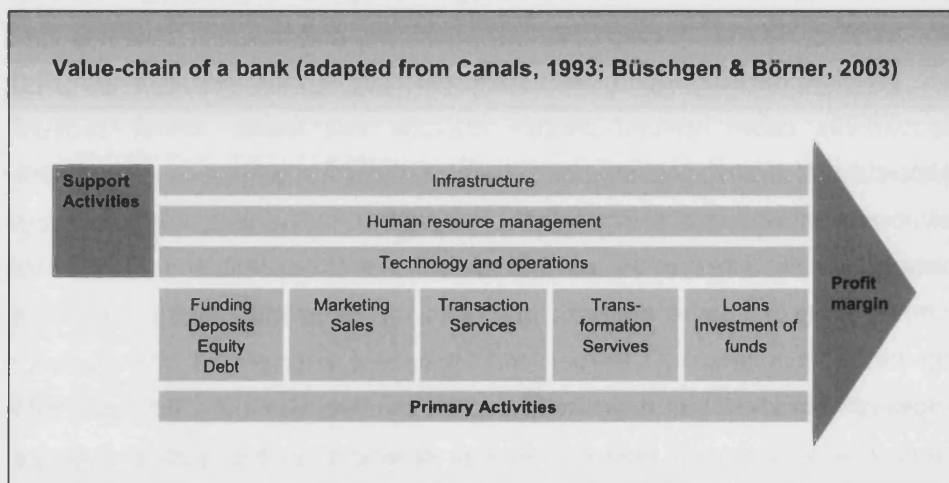 Value-chain of a bank (adapted from Canals, 1993; Büschgen & Börner, 2003)
Support
Activities
Infrastructure
Human resource management
Technology and operations
Funding
Deposits
Equity
Debt
Marketing
Sales
Transaction
Services
Trans-
formation
Servives
Loans
Investment of
funds
Primary Activities
Profit
margin